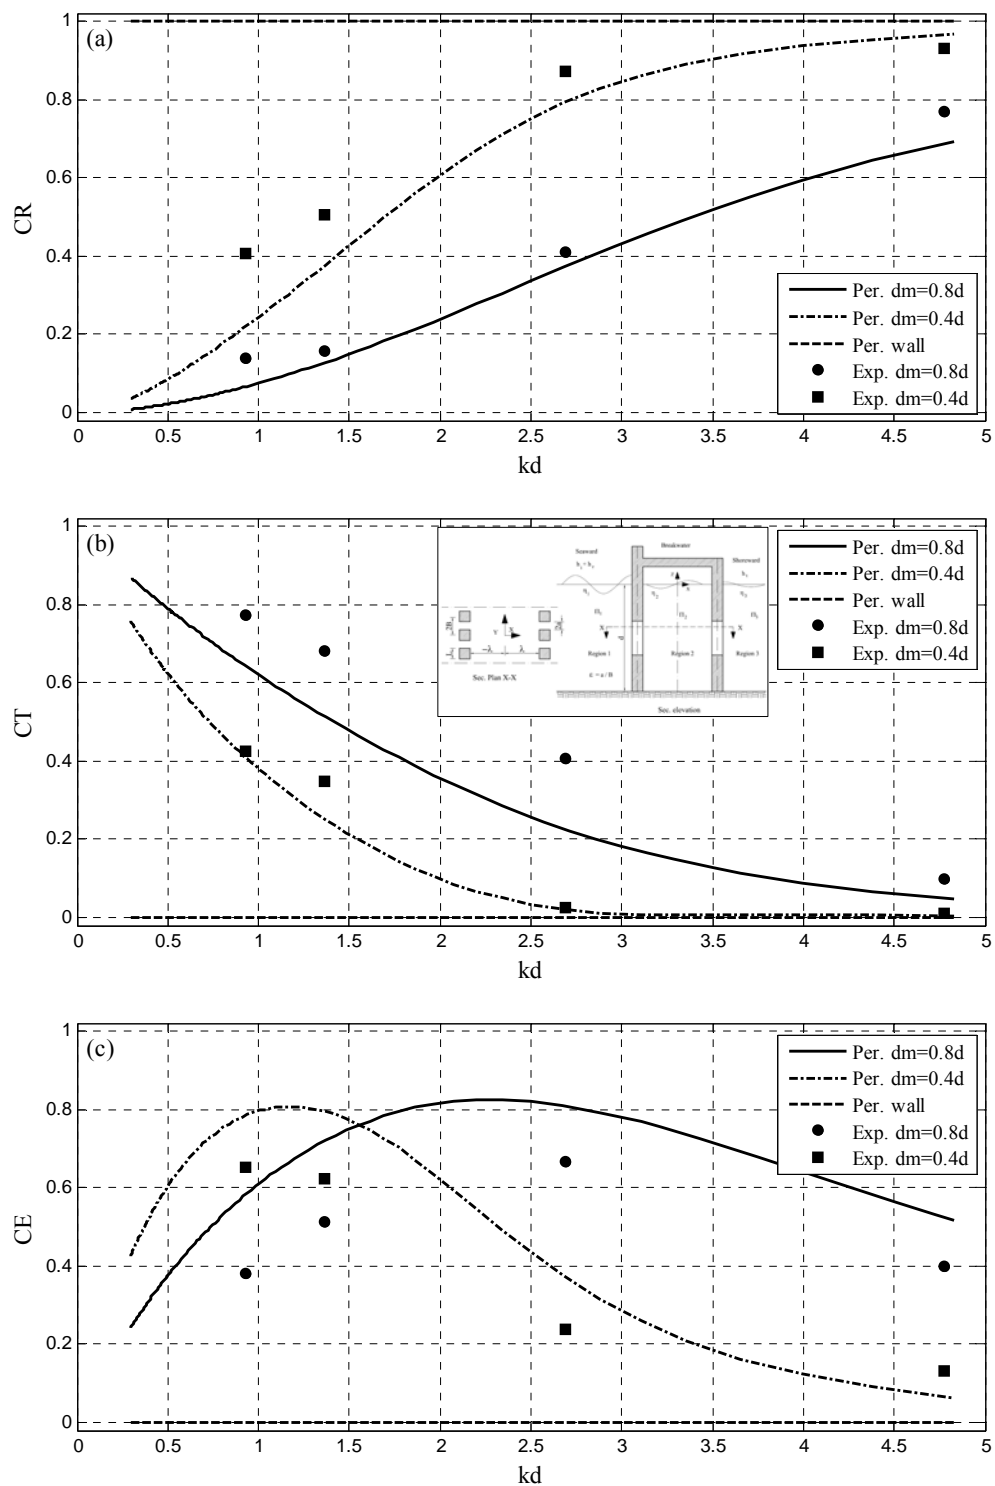 1
(a)
0.8
0.6
CR
0.4
Per. dm=0.8d
Per. dm=0.4d
0.2
Per. wall
Exp. dm=0.8d
Exp. dm=0.4d
0
0 0.5 1 1.5 2 2.5 3 3.5 4 4.5 5
kd
1
(b)
Per. dm=0.8d
Per. dm=0.4d
Per. wall
Exp. dm=0.8d
Exp. dm=0.4d
Seaward
Breakwater
Shoreward
Region 1
Region 2
Region 3
Sec. Plan X-X
ε = a / B
Sec. elevation
0.8
0.6
CT
0.4
0.2
0
0 0.5 1 1.5 2 2.5 3 3.5 4 4.5 5
kd
1
(c)
Per. dm=0.8d
Per. dm=0.4d
Per. wall
Exp. dm=0.8d
Exp. dm=0.4d
0.8
0.6
CE
0.4
0.2
0
0 0.5 1 1.5 2 2.5 3 3.5 4 4.5 5
kd